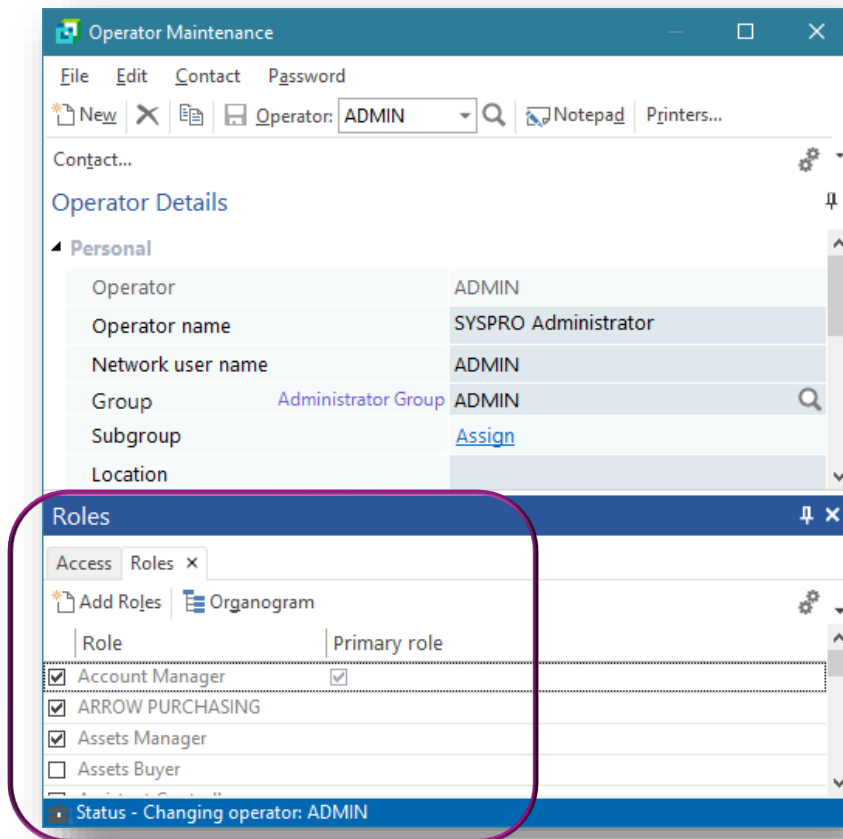 Operator Maintenance
File Edit Contact Password
New Operator: ADMIN Notepad Printers...
Contact...
Operator Details
Personal
Operator ADMIN
Operator name SYSPRO Administrator
Network user name ADMIN
Group Administrator Group ADMIN
Subgroup Assign
Location
Roles
Access Roles
Add Roles Organogram
Role Primary role
Account Manager
ARROW PURCHASING
Assets Manager
Assets Buyer
Status - Changing operator: ADMIN